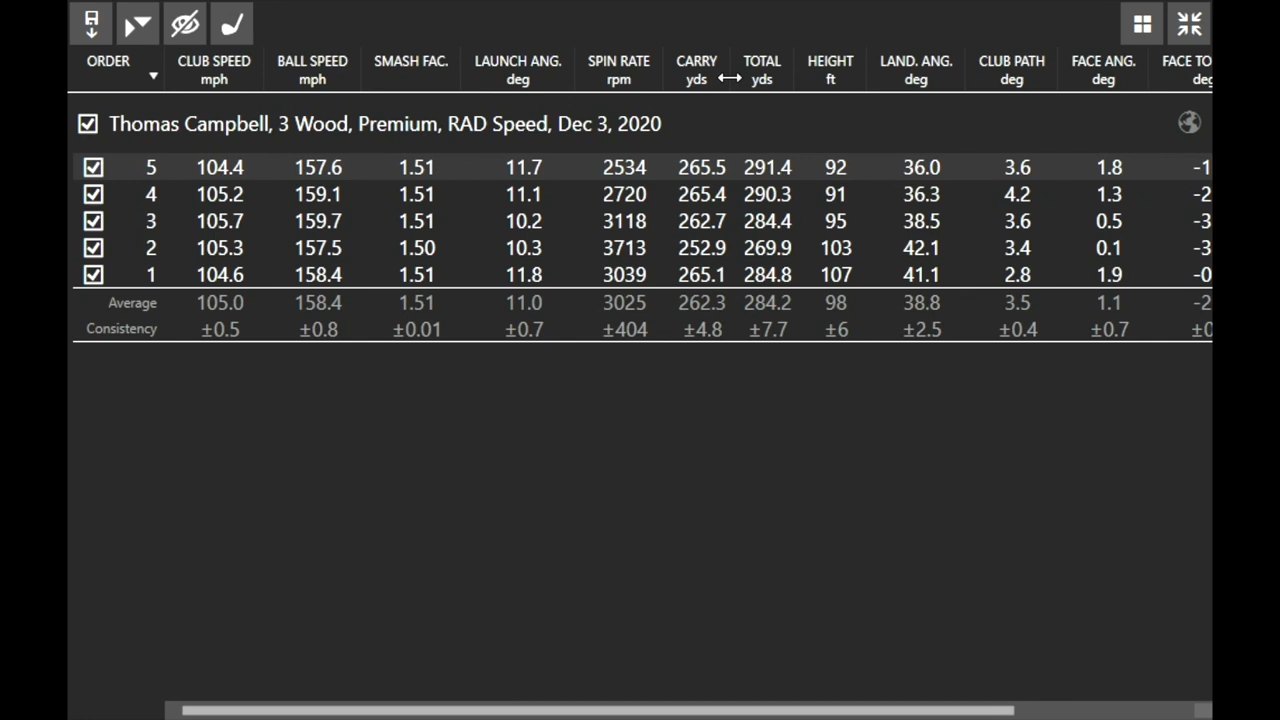 ORDER CLUB SPEED BALL SPEED SMASH FAC. LAUNCH ANG. SPIN RATE CARRY TOTAL HEIGHT LAND. ANG. CLUB PATH FACE ANG. FACE TO
mph mph deg rpm yds yds ft deg deg deg deg
Thomas Campbell, 3 Wood, Premium, RAD Speed, Dec 3, 2020
5 104.4 157.6 1.51 11.7 2534 265.5 291.4 92 36.0 3.6 1.8 -1
4 105.2 159.1 1.51 11.1 2720 265.4 290.3 91 36.3 4.2 1.3 -2
3 105.7 159.7 1.51 10.2 3118 262.7 284.4 95 38.5 3.6 0.5 -3
2 105.3 157.5 1.50 10.3 3713 252.9 269.9 103 42.1 3.4 0.1 -3
1 104.6 158.4 1.51 11.8 3039 265.1 284.8 107 41.1 2.8 1.9 -0
Average 105.0 158.4 1.51 11.0 3025 262.3 284.2 98 38.8 3.5 1.1 -2
Consistency ±0.5 ±0.8 ±0.01 ±0.7 ±404 ±4.8 ±7.7 ±6 ±2.5 ±0.4 ±0.7 ±0